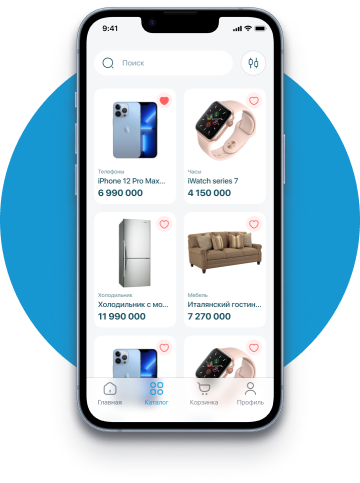 9:41
Поиск
Телефоны
iPhone 12 Pro Max...
6 990 000
Часы
iWatch series 7
4 150 000
Холодильник
Холодильник с мо...
11 990 000
Мебель
Италянский гостин...
7 270 000
Главная
Каталог
Корзинка
Профиль